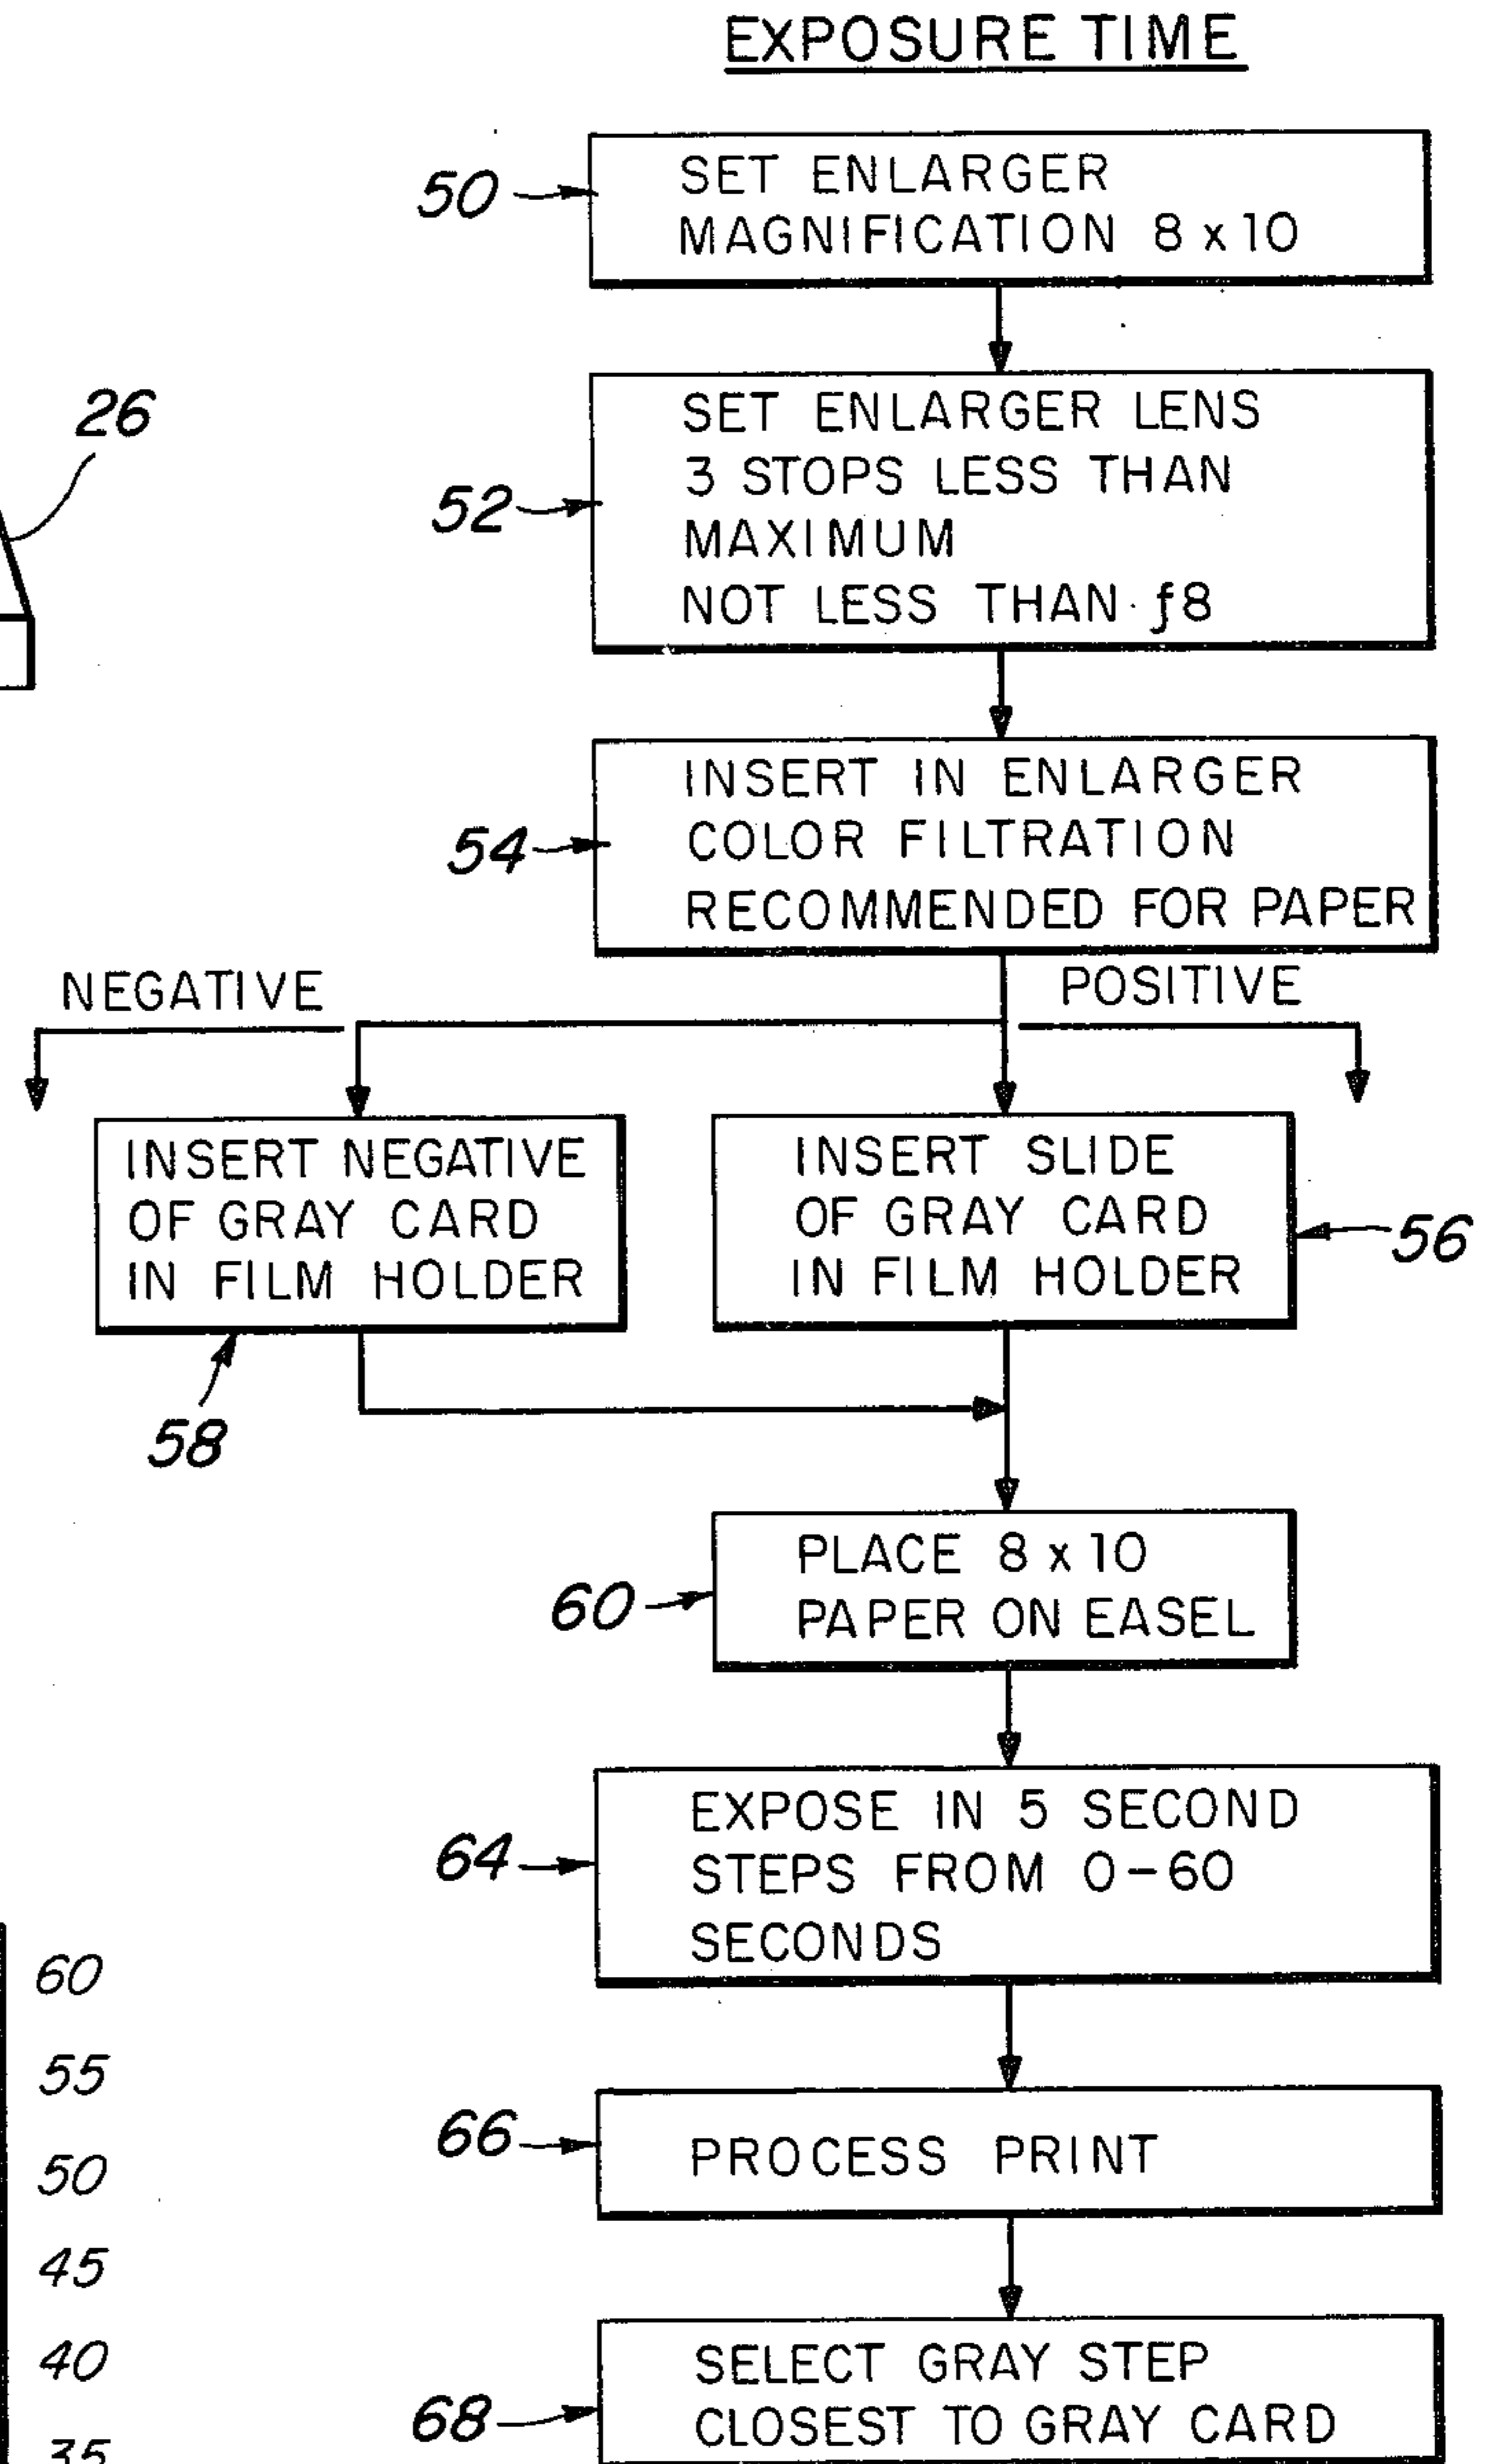 EXPOSURE TIME
50
SET ENLARGER
MAGNIFICATION 8 x 10
26
52
SET ENLARGER LENS
3 STOPS LESS THAN
MAXIMUM
NOT LESS THAN ƒ8
54
INSERT IN ENLARGER
COLOR FILTRATION
RECOMMENDED FOR PAPER
NEGATIVE
POSITIVE
INSERT NEGATIVE
OF GRAY CARD
IN FILM HOLDER
58
INSERT SLIDE
OF GRAY CARD
IN FILM HOLDER
56
60
PLACE 8 x 10
PAPER ON EASEL
64
EXPOSE IN 5 SECOND
STEPS FROM 0-60
SECONDS
66
PROCESS PRINT
68
SELECT GRAY STEP
CLOSEST TO GRAY CARD
60
55
50
45
40
35